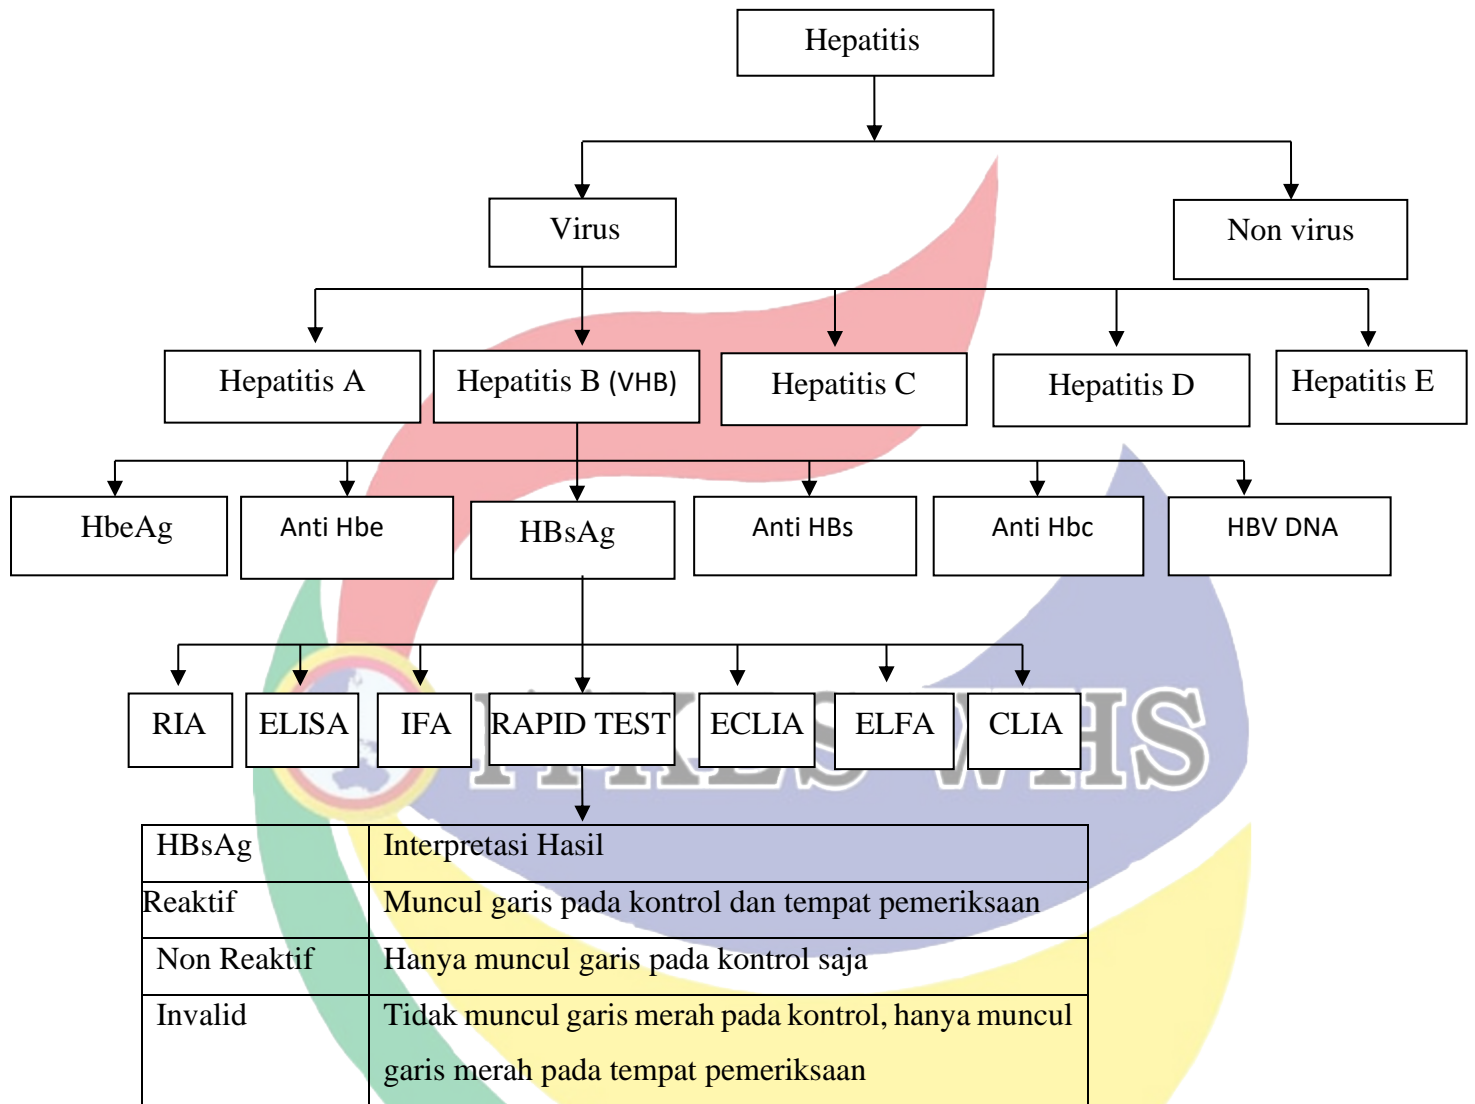 Hepatitis
Virus
Non virus
Hepatitis A
Hepatitis B (VHB)
Hepatitis C
Hepatitis D
Hepatitis E
HbeAg
Anti Hbe
HBsAg
Anti HBs
Anti Hbc
HBV DNA
RIA
ELISA
IFA
RAPID TEST
ECLIA
ELFA
CLIA
HBsAg
Interpretasi Hasil
Reaktif
Muncul garis pada kontrol dan tempat pemeriksaan
Non Reaktif
Hanya muncul garis pada kontrol saja
Invalid
Tidak muncul garis merah pada kontrol, hanya muncul
garis merah pada tempat pemeriksaan